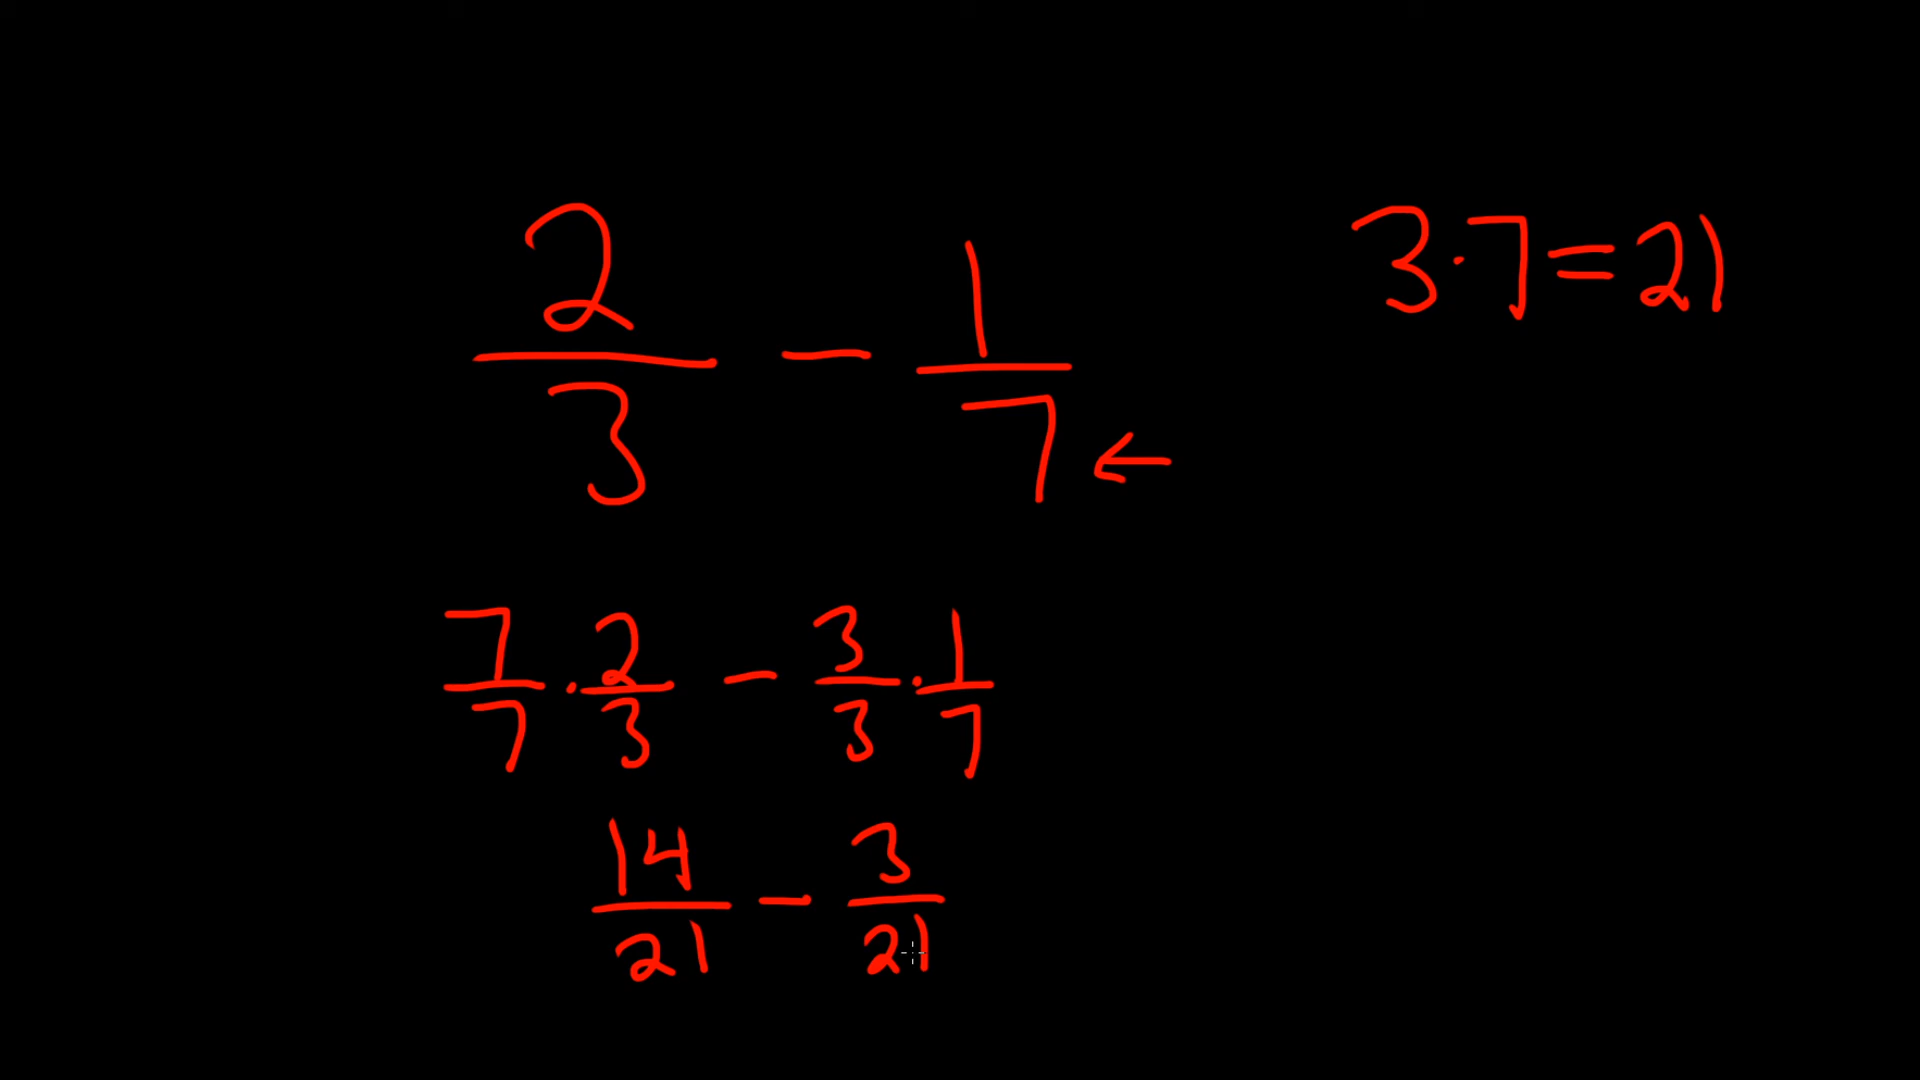 2/3 - 1/7 ←
3·7=21
7/7 · 2/3 - 3/3 · 1/7
14/21 - 3/21